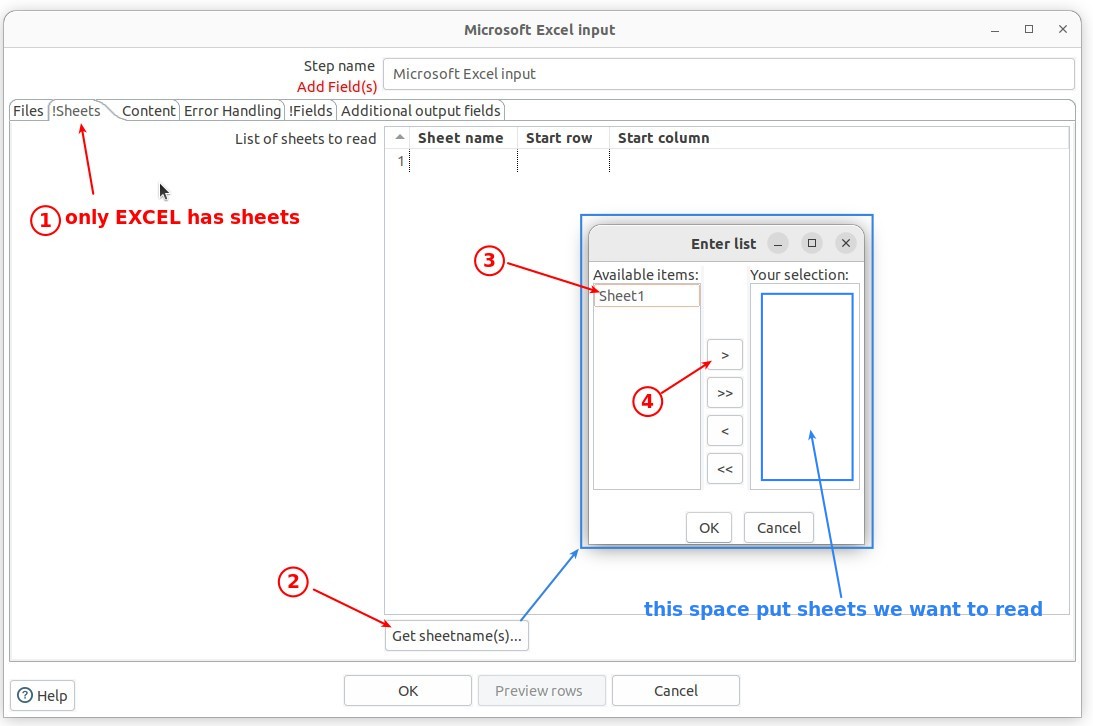 Microsoft Excel input
Step name Microsoft Excel input
Add Field(s)
Files !Sheets Content Error Handling !Fields Additional output fields
List of sheets to read Sheet name Start row Start column
1
1 only EXCEL has sheets
Enter list
3
Available items: Your selection:
Sheet1
>
4
>>
<
<<
OK Cancel
2
this space put sheets we want to read
Get sheetname(s)...
Help OK Preview rows Cancel